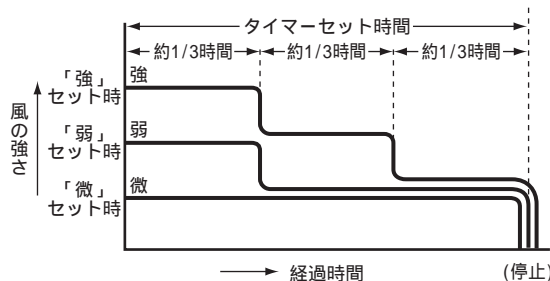 タイマーセット時間
約1/3時間
約1/3時間
約1/3時間
風の強さ
「強」
セット時
強
「弱」
セット時
弱
「微」
セット時
微
経過時間
(停止)